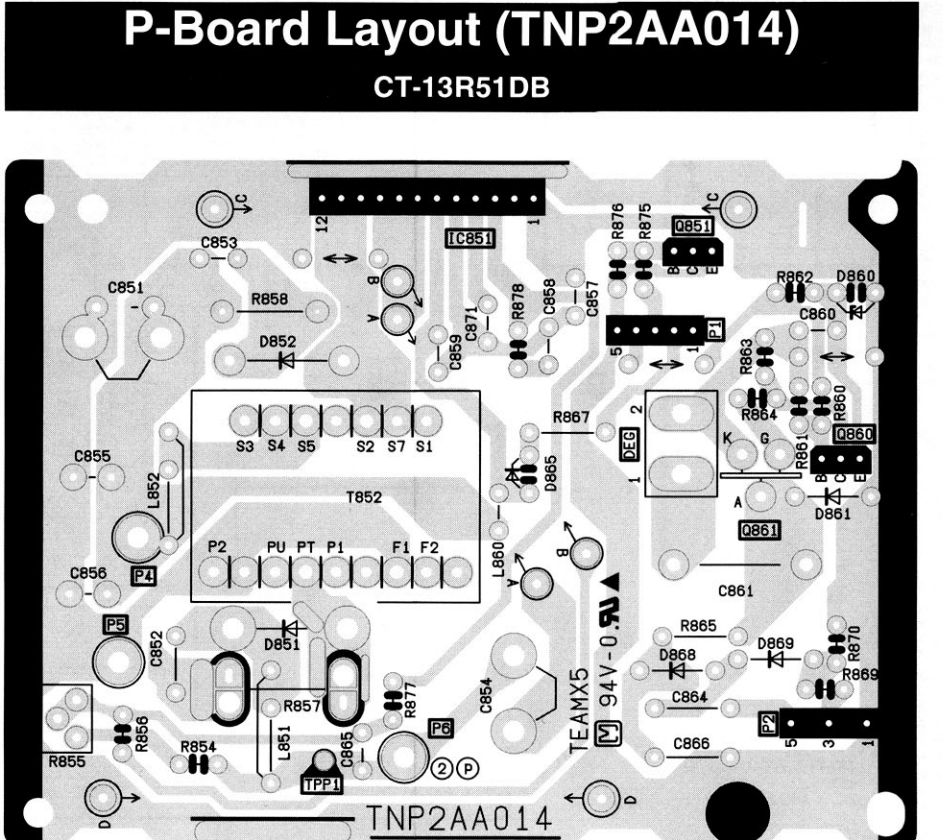 P-Board Layout (TNP2AA014)
CT-13R51DB
C
C
12
1
IC851
R876
R875
Q851
B C E
C853
B
A
R862
D860
C851
R858
C871
R878
C858
C857
C860
D852
C859
5
1
P1
R863
R864
R861
R860
Q860
B C E
S3 S4 S5 S2 S7 S1
R867
2
DEG
1
K
G
C855
L852
T852
D865
A
D861
Q861
P4
P2 PU PT P1 F1 F2
L860
B
A
C861
C856
P5
C852
D851
R865
D868
D869
R870
R869
R857
R877
C854
TEAMX5
94V-0
C864
P2
5 3 1
R855
R856
R854
L851
C865
P6
2 P
C866
TPP1
D
D
TNP2AA014